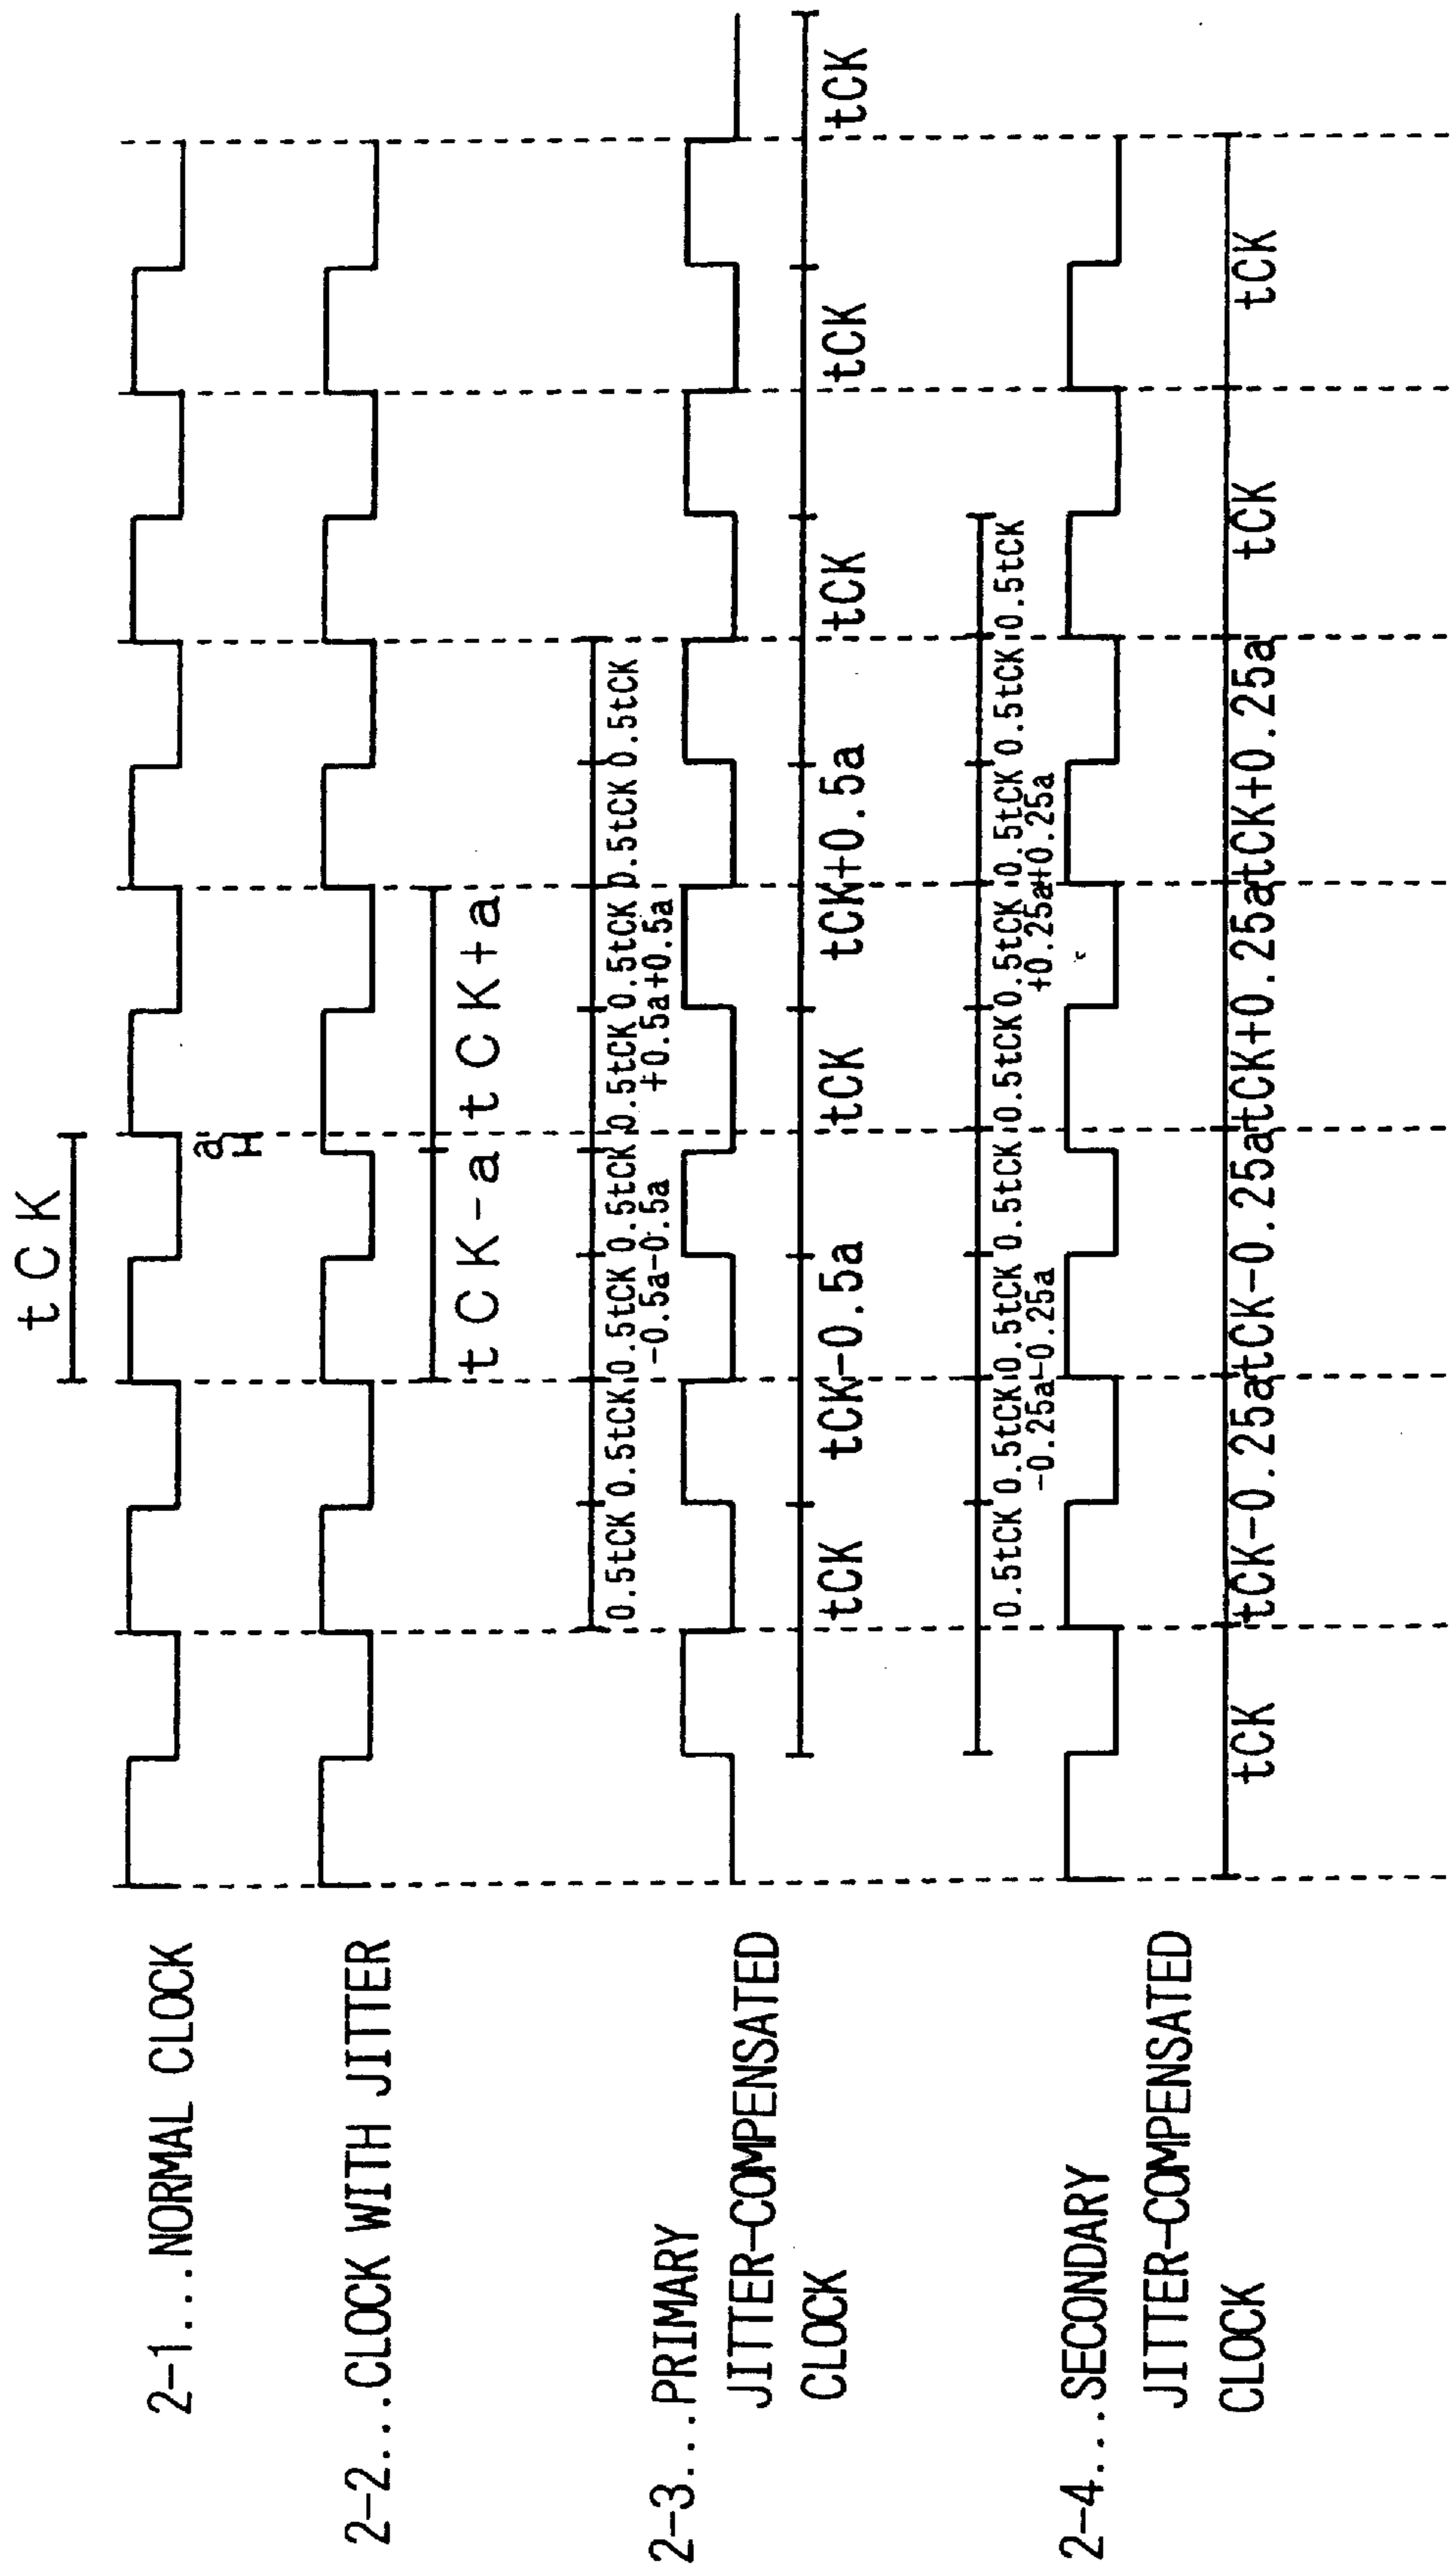 tCK
2-1...NORMAL CLOCK
a
2-2...CLOCK WITH JITTER
tCK-a tCK+a
0.5tCK 0.5tCK 0.5tCK 0.5tCK 0.5tCK 0.5tCK 0.5tCK 0.5tCK
-0.5a-0.5a +0.5a+0.5a
2-3...PRIMARY
JITTER-COMPENSATED
CLOCK
tCK tCK-0.5a tCK tCK+0.5a tCK tCK tCK
0.5tCK 0.5tCK 0.5tCK 0.5tCK 0.5tCK 0.5tCK 0.5tCK 0.5tCK 0.5tCK
-0.25a-0.25a +0.25a+0.25a
2-4...SECONDARY
JITTER-COMPENSATED
CLOCK
tCK tCK-0.25a tCK-0.25a tCK+0.25a tCK+0.25a tCK tCK